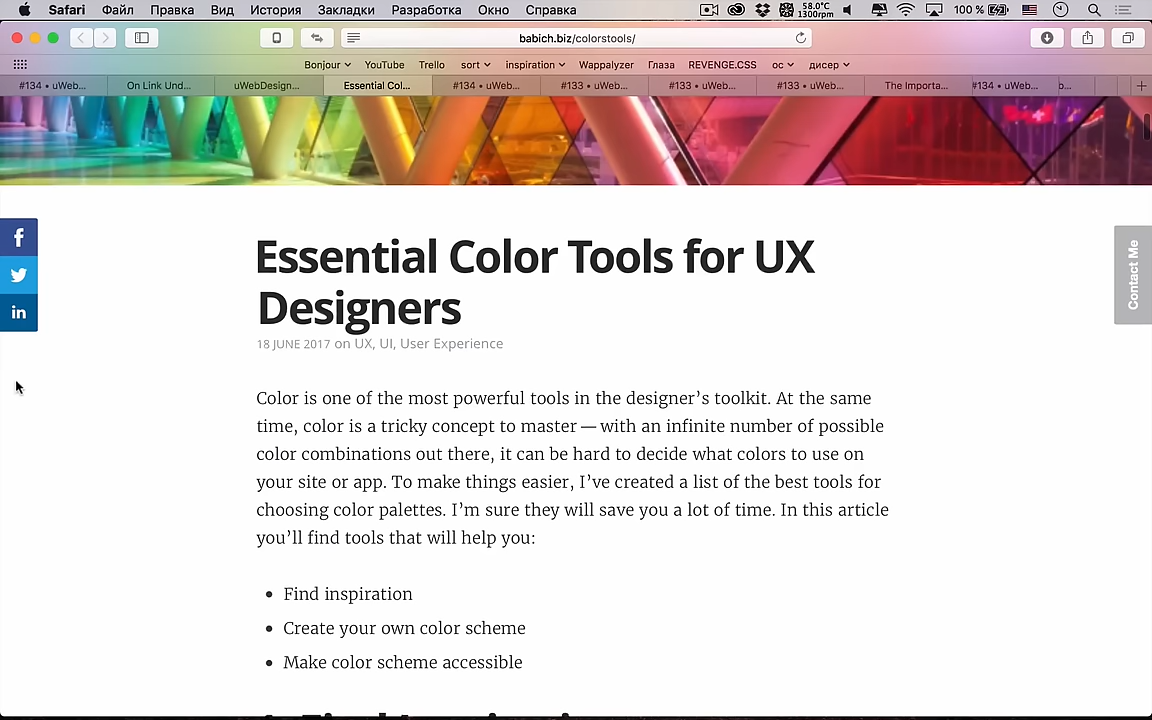 Safari Файл Правка Вид История Закладки Разработка Окно Справка 58.0°C 1300rpm 100 %
babich.biz/colorstools/
Bonjour YouTube Trello sort inspiration Wappalyzer Глаза REVENGE.CSS ос дисер
#134 • uWeb... On Link Und... uWebDesign... Essential Col... #134 • uWeb... #133 • uWeb... #133 • uWeb... #133 • uWeb... The Importa... #134 • uWeb... b...
Contact Me
Essential Color Tools for UX
Designers
18 JUNE 2017 on UX, UI, User Experience
Color is one of the most powerful tools in the designer’s toolkit. At the same
time, color is a tricky concept to master — with an infinite number of possible
color combinations out there, it can be hard to decide what colors to use on
your site or app. To make things easier, I’ve created a list of the best tools for
choosing color palettes. I’m sure they will save you a lot of time. In this article
you’ll find tools that will help you:
• Find inspiration
• Create your own color scheme
• Make color scheme accessible